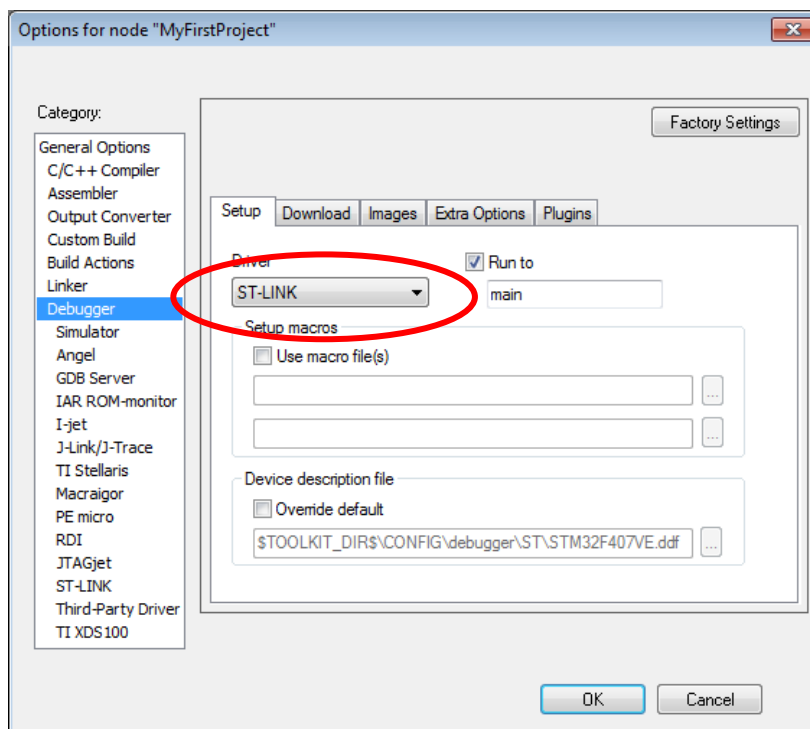 Options for node "MyFirstProject"
Category:
Factory Settings
General Options
C/C++ Compiler
Assembler
Output Converter
Custom Build
Build Actions
Linker
Debugger
Simulator
Angel
GDB Server
IAR ROM-monitor
I-jet
J-Link/J-Trace
TI Stellaris
Macraigor
PE micro
RDI
JTAGjet
ST-LINK
Third-Party Driver
TI XDS100
Setup Download Images Extra Options Plugins
Driver Run to
ST-LINK main
Setup macros
Use macro file(s)
...
...
Device description file
Override default
$TOOLKIT_DIR$\CONFIG\debugger\ST\STM32F407VE.ddf ...
OK Cancel